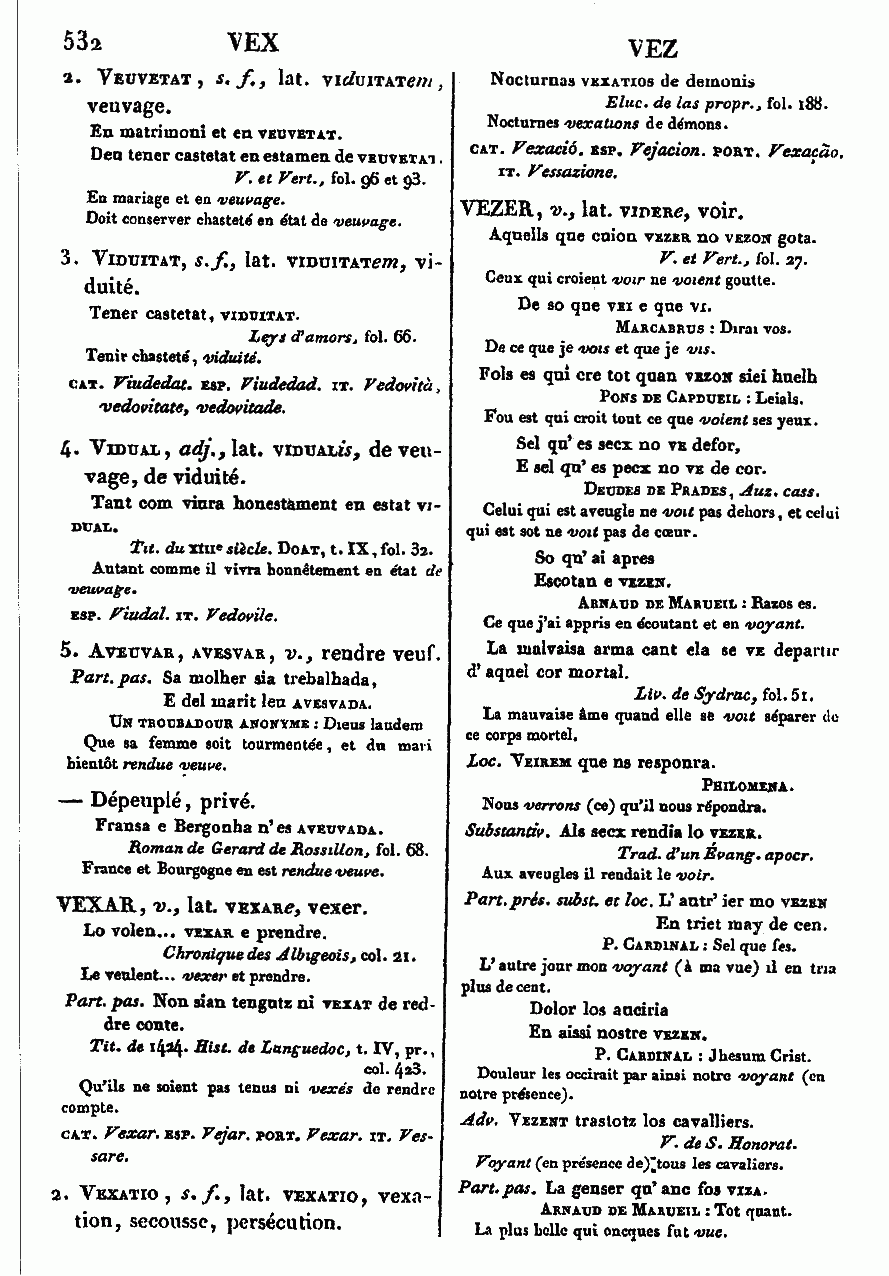 532 VEX
2. Veuvetat, s. f., lat. viduitatem,
veuvage.
En matrimoni et en veuvetat.
Deu tener castetat en estamen de veuvetat.
V. et Vert., fol. 96 et 93.
En mariage et en veuvage.
Doit conserver chasteté en état de veuvage.
3. Viduitat, s. f., lat. viduitatem, vi-
duité.
Tener castetat, viduitat.
Leys d'amors, fol. 66.
Tenir chasteté, viduité.
cat. Viudedat. esp. Viudedad. it. Vedovità,
vedovitate, vedovitade.
4. Vidual, adj., lat. vidualis, de veu-
vage, de viduité.
Tant com viura honestament en estat vi-
dual.
Tit. du xiiie siècle. Doat, t. IX, fol. 32.
Autant comme il vivra honnêtement en état de
veuvage.
esp. Viudal. it. Vedovile.
5. Aveuvar, avesvar, v., rendre veuf.
Part. pas. Sa molher sia trebalhada,
E del marit leu avesvada.
Un troubadour anonyme : Dieus laudem
Que sa femme soit tourmentée, et du mari
bientôt rendue veuve.
— Dépeuplé, privé.
Fransa e Bergonha n'es aveuvada.
Roman de Gerard de Rossillon, fol. 68.
France et Bourgogne en est rendue veuve.
VEXAR, v., lat. vexare, vexer.
Lo volen... vexar e prendre.
Chronique des Albigeois, col. 21.
Le veulent... vexer et prendre.
Part. pas. Non sian tengutz ni vexat de red-
dre conte.
Tit. de 1424. Hist. de Languedoc, t. IV, pr.,
col. 423.
Qu'ils ne soient pas tenus ni vexés de rendre
compte.
cat. Vexar. esp. Vejar. port. Vexar. it. Ves-
sare.
2. Vexatio, s. f., lat. vexatio, vexa-
tion, secousse, persécution.
VEZ
Nocturnas vexatios de demonis
Eluc. de las propr., fol. 188.
Nocturnes vexations de démons.
cat. Vexació. esp. Vejacion. port. Vexação.
it. Vessazione.
VEZER, v., lat. videre, voir.
Aquells que cuion vezer no vezon gota.
V. et Vert., fol. 27.
Ceux qui croient voir ne voient goutte.
De so que vei e que vi.
Marcabrus : Dirai vos.
De ce que je vois et que je vis.
Fols es qui cre tot quan vezon siei huelh
Pons de Capdueil : Leials.
Fou est qui croit tout ce que voient ses yeux.
Sel qu'es secx no ve defor,
E sel qu'es pecx no ve de cor.
Deudes de Prades, Auz. cass.
Celui qui est aveugle ne voit pas dehors, et celui
qui est sot ne voit pas de cœur.
So qu'ai apres
Escotan e vezen.
Arnaud de Marueil : Razos es.
Ce que j'ai appris en écoutant et en voyant.
La malvaisa arma cant ela se ve departir
d'aquel cor mortal.
Liv. de Sydrac, fol. 51.
La mauvaise âme quand elle se voit séparer de
ce corps mortel.
Loc. Veirem que ns responra.
Philomena.
Nous verrons (ce) qu'il nous répondra.
Substantiv. Als secx rendia lo vezer.
Trad. d'un Évang. apocr.
Aux aveugles il rendait le voir.
Part. prés. subst. et loc. L'autr'ier mo vezen
En triet may de cen.
P. Cardinal : Sel que fes.
L'autre jour mon voyant (à ma vue) il en tria
plus de cent.
Dolor los auciria
En aissi nostre vezen.
P. Cardinal : Jhesum Crist.
Douleur les occirait par ainsi notre voyant (en
notre présence).
Adv. Vezent trastotz los cavalliers.
V. de S. Honorat.
Voyant (en présence de) tous les cavaliers.
Part. pas. La genser qu'anc fos viza.
Arnaud de Marueil : Tot quant.
La plus belle qui oncques fut vue.